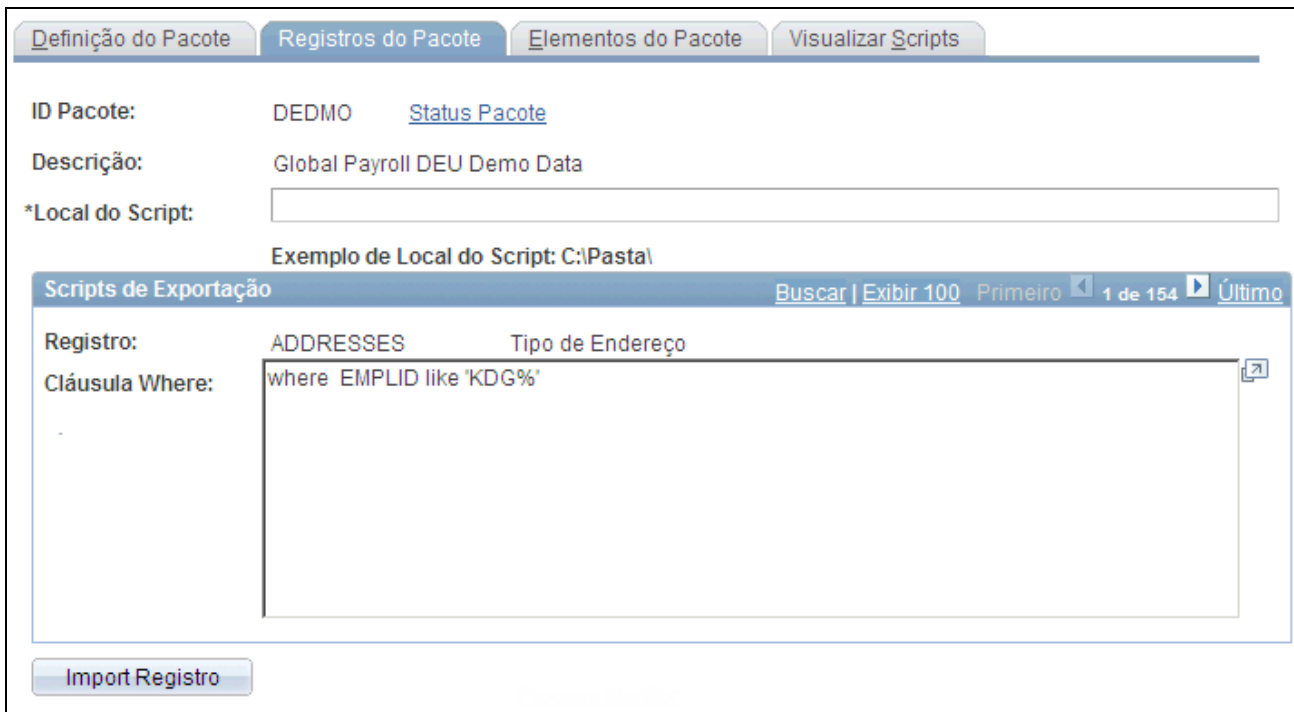 Definição do Pacote Registros do Pacote Elementos do Pacote Visualizar Scripts
ID Pacote: DEDMO Status Pacote
Descrição: Global Payroll DEU Demo Data
*Local do Script:
Exemplo de Local do Script: C:\Pasta\
Scripts de Exportação Buscar | Exibir 100 Primeiro 1 de 154 Último
Registro: ADDRESSES Tipo de Endereço
Cláusula Where: where EMPLID like 'KDG%'
Import Registro